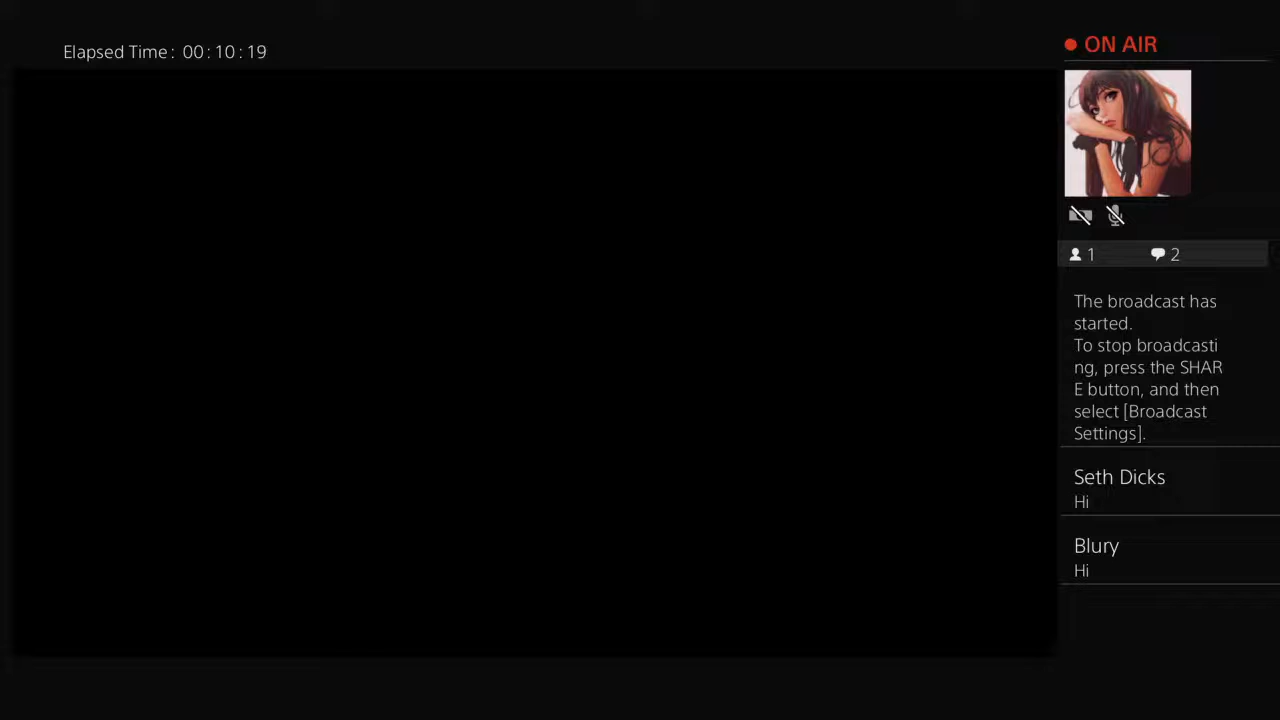 Elapsed Time: 00:10:19
ON AIR
1 2
The broadcast has
started.
To stop broadcasti
ng, press the SHAR
E button, and then
select [Broadcast
Settings].
Seth Dicks
Hi
Blury
Hi